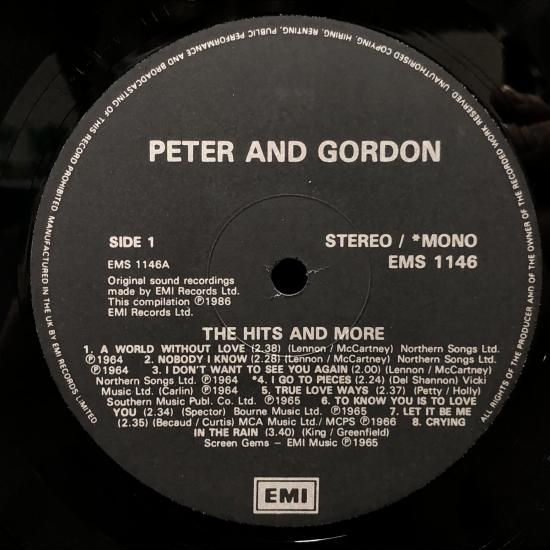 UNAUTHORISED COPYING, HIRING, RENTING, PUBLIC PERFORMANCE AND BROADCASTING OF THIS RECORD PROHIBITED. MANUFACTURED IN THE UK BY EMI RECORDS LIMITED
ALL RIGHTS OF THE MANUFACTURER AND OF THE OWNER OF THE RECORDED WORK RESERVED
PETER AND GORDON
SIDE 1
STEREO / *MONO
EMS 1146A
EMS 1146
Original sound recordings
made by EMI Records Ltd.
This compilation ℗1986
EMI Records Ltd.
THE HITS AND MORE
1. A WORLD WITHOUT LOVE (2.38) (Lennon / McCartney) Northern Songs Ltd.
℗1964 2. NOBODY I KNOW (2.28) (Lennon / McCartney) Northern Songs Ltd.
℗1964 3. I DON'T WANT TO SEE YOU AGAIN (2.00) (Lennon / McCartney)
Northern Songs Ltd. ℗1964 *4. I GO TO PIECES (2.24) (Del Shannon) Vicki
Music Ltd. (Carlin) ℗1964 5. TRUE LOVE WAYS (2.37) (Petty / Holly)
Southern Music Publ. Co. Ltd. ℗1965 6. TO KNOW YOU IS TO LOVE
YOU (2.34) (Spector) Bourne Music Ltd. ℗1965 7. LET IT BE ME
(2.35) (Becaud / Curtis) MCA Music Ltd./ MCPS ℗1966 8. CRYING
IN THE RAIN (3.40) (King / Greenfield)
Screen Gems – EMI Music ℗1965
EMI